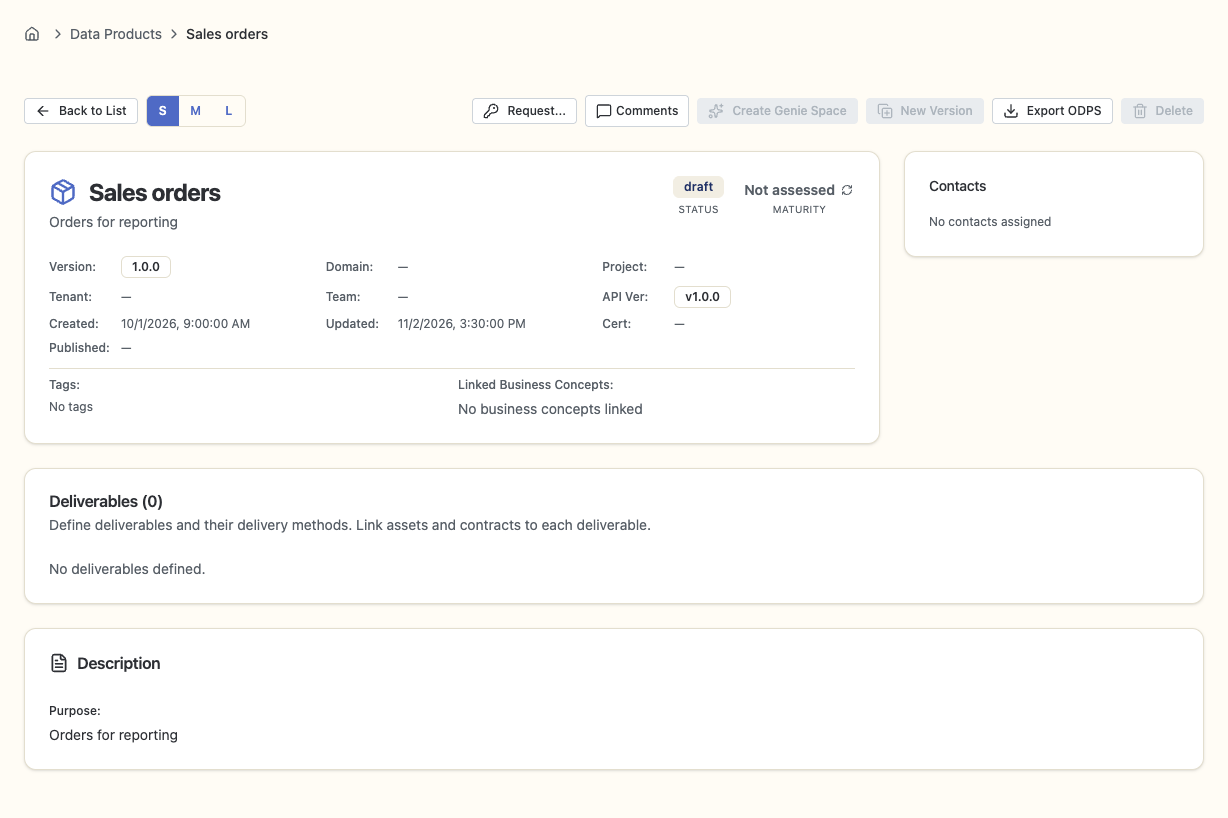 Data Products > Sales orders
Back to List S M L Request... Comments Create Genie Space New Version Export ODPS Delete
Sales orders
Orders for reporting
draft
STATUS
Not assessed
MATURITY
Version: 1.0.0 Domain: — Project: —
Tenant: — Team: — API Ver: v1.0.0
Created: 10/1/2026, 9:00:00 AM Updated: 11/2/2026, 3:30:00 PM Cert: —
Published: —
Tags:
No tags
Linked Business Concepts:
No business concepts linked
Contacts
No contacts assigned
Deliverables (0)
Define deliverables and their delivery methods. Link assets and contracts to each deliverable.
No deliverables defined.
Description
Purpose:
Orders for reporting